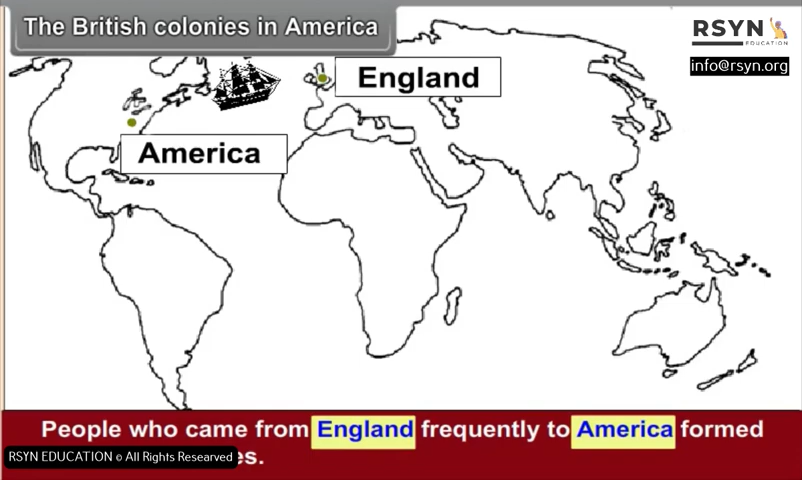 The British colonies in America
RSYN
EDUCATION
info@rsyn.org
England
America
People who came from England frequently to America formed
RSYN EDUCATION © All Rights Researved